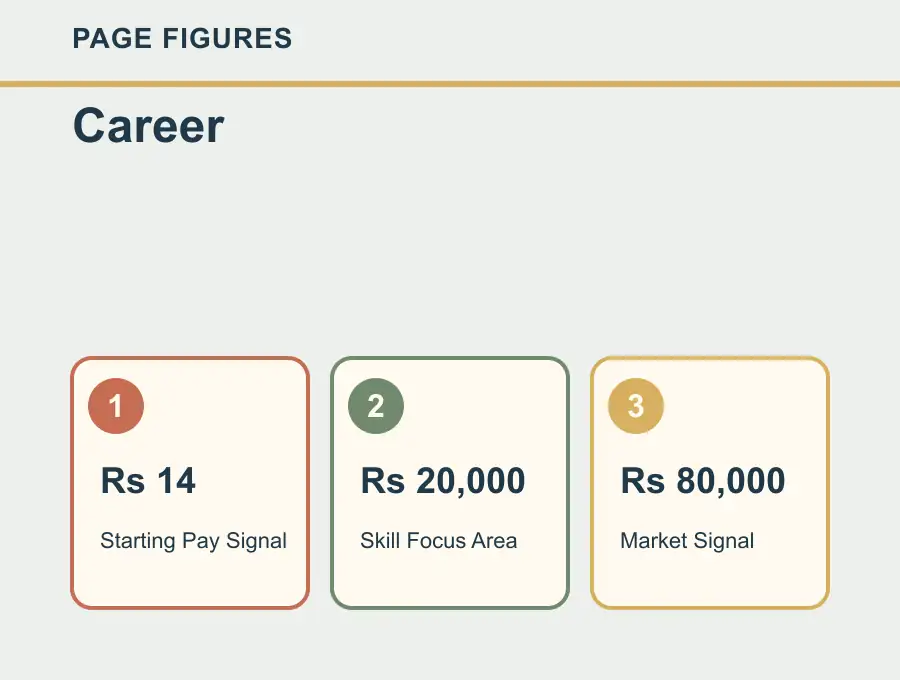 PAGE FIGURES
Career
1
2
3
Rs 14
Rs 20,000
Rs 80,000
Starting Pay Signal
Skill Focus Area
Market Signal